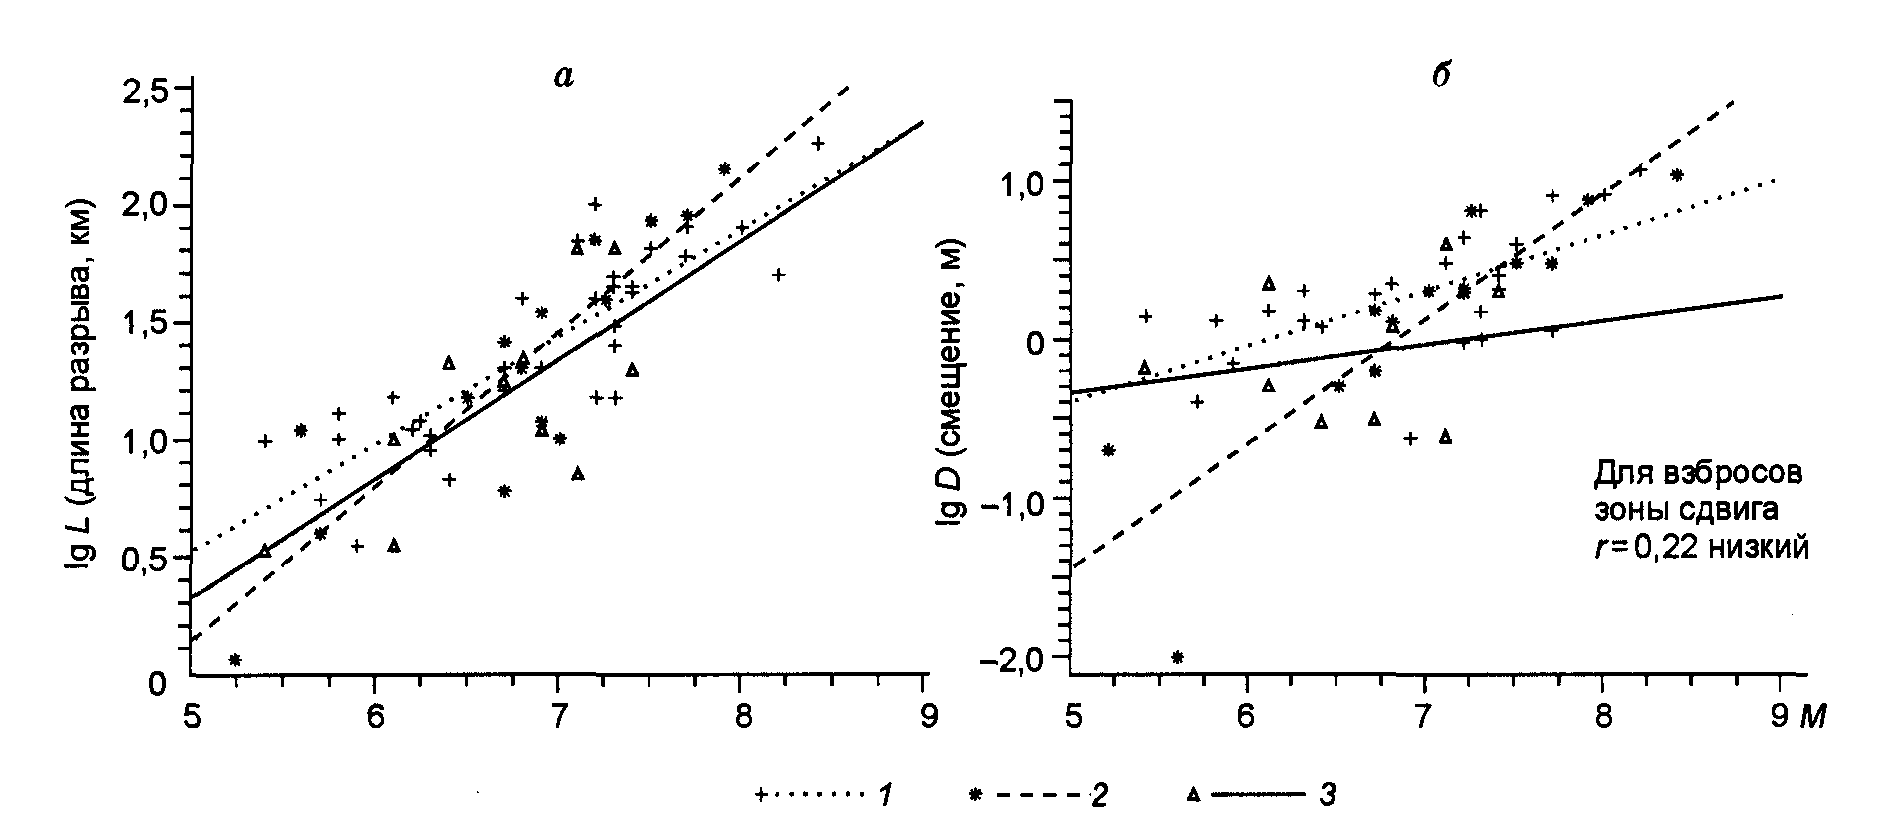 а
б
2,5
2,0
1,5
1,0
0,5
0
lg L (длина разрыва, км)
5 6 7 8 9
1,0
0
–1,0
–2,0
lg D (смещение, м)
Для взбросов
зоны сдвига
r=0,22 низкий
5 6 7 8 9 М
1 2 3